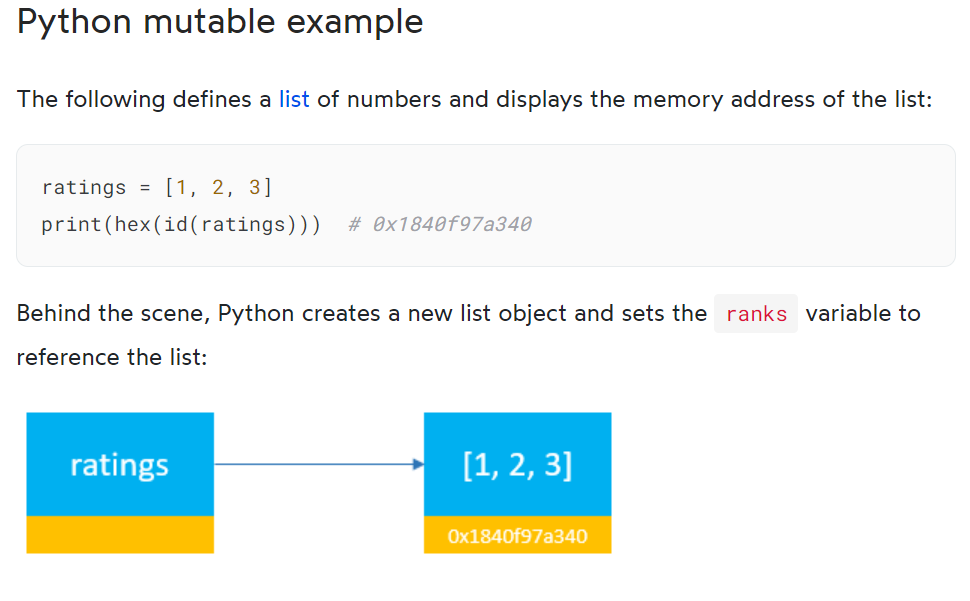 Python mutable example
The following defines a list of numbers and displays the memory address of the list:
ratings = [1, 2, 3]
print(hex(id(ratings)))  # 0x1840f97a340
Behind the scene, Python creates a new list object and sets the ranks variable to
reference the list:
ratings
[1, 2, 3]
0x1840f97a340